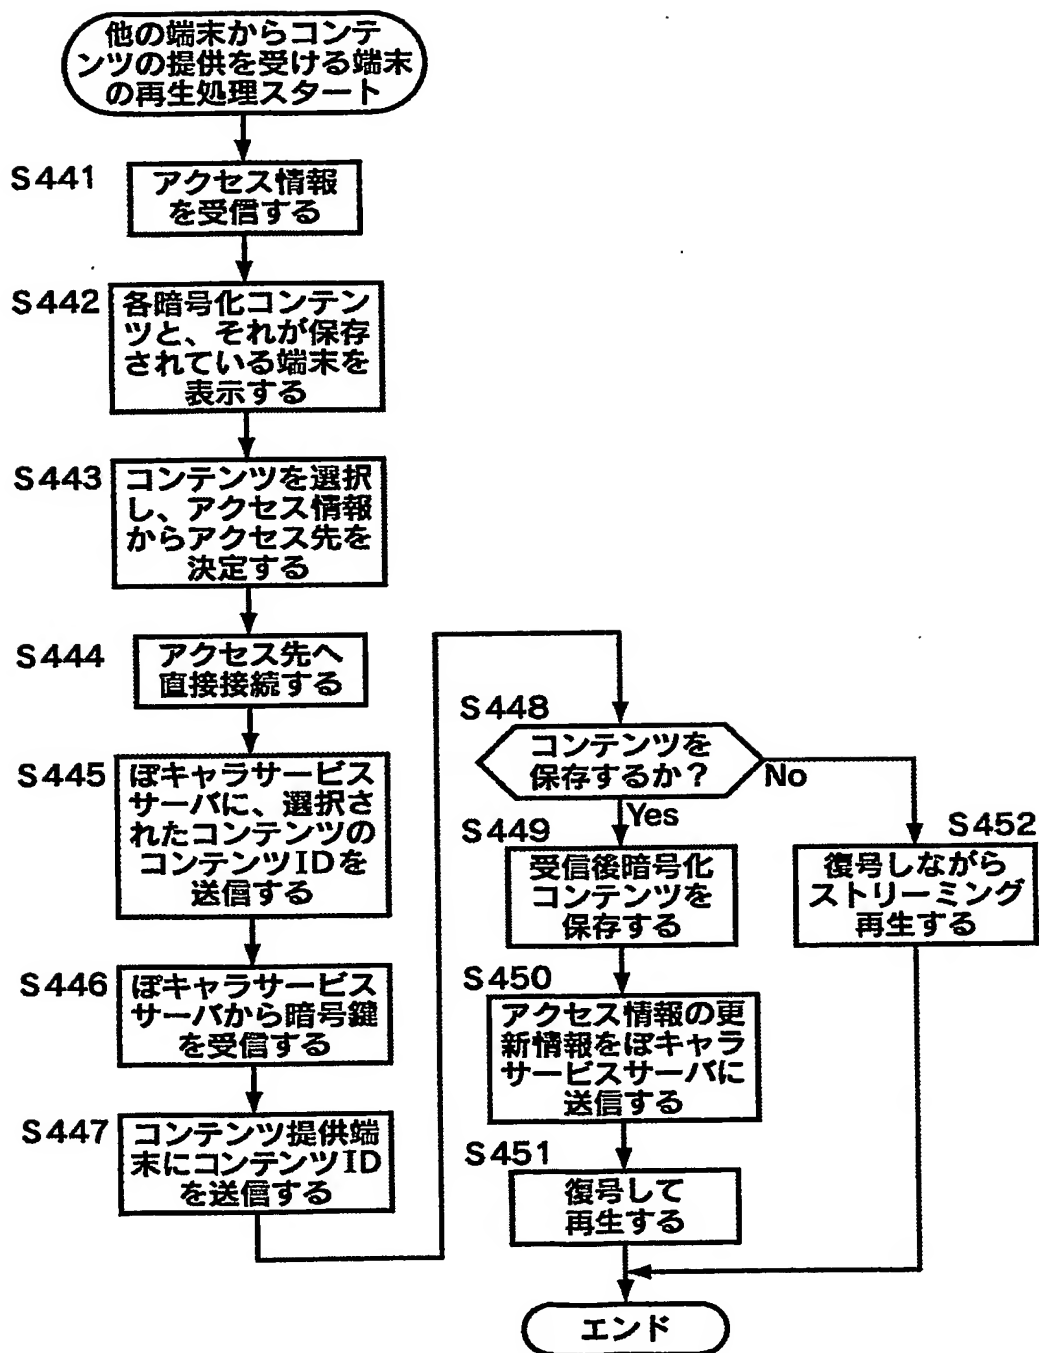 他の端末からコンテ
ンツの提供を受ける端末
の再生処理スタート
S441
アクセス情報
を受信する
S442
各暗号化コンテン
ツと、それが保存
されている端末を
表示する
S443
コンテンツを選択
し、アクセス情報
からアクセス先を
決定する
S444
アクセス先へ
直接接続する
S445
ぽキャラサービス
サーバに、選択さ
れたコンテンツの
コンテンツIDを
送信する
S446
ぽキャラサービス
サーバから暗号鍵
を受信する
S447
コンテンツ提供端
末にコンテンツID
を送信する
S448
コンテンツを
保存するか?
No
Yes
S449
受信後暗号化
コンテンツを
保存する
S450
アクセス情報の更
新情報をぽキャラ
サービスサーバに
送信する
S451
復号して
再生する
S452
復号しながら
ストリーミング
再生する
エンド